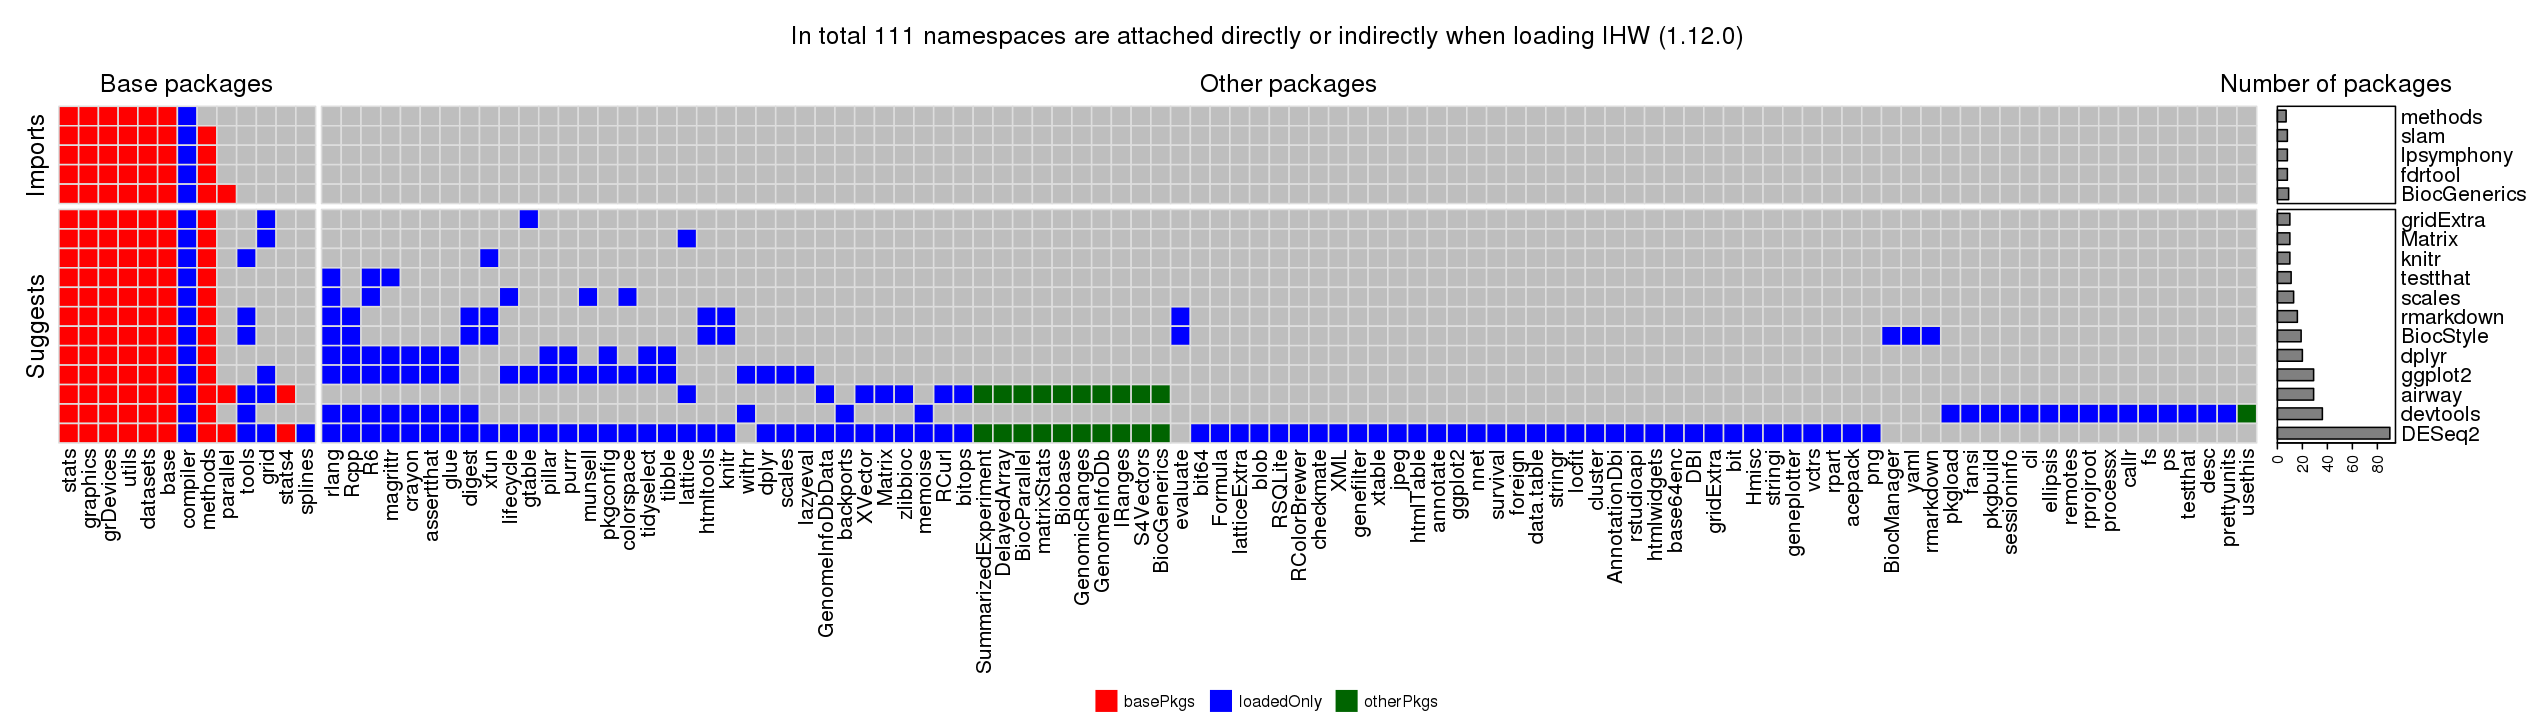 In total 111 namespaces are attached directly or indirectly when loading IHW (1.12.0)
Base packages
Other packages
Number of packages
Imports
methods
slam
lpsymphony
fdrtool
BiocGenerics
Suggests
gridExtra
Matrix
knitr
testthat
scales
rmarkdown
BiocStyle
dplyr
ggplot2
airway
devtools
DESeq2
stats
graphics
grDevices
utils
datasets
base
compiler
methods
parallel
tools
grid
stats4
splines
rlang
Rcpp
R6
magrittr
crayon
assertthat
glue
digest
xfun
lifecycle
gtable
pillar
purrr
munsell
pkgconfig
colorspace
tidyselect
tibble
lattice
htmltools
knitr
withr
dplyr
scales
lazyeval
GenomeInfoDbData
backports
XVector
Matrix
zlibbioc
memoise
RCurl
bitops
SummarizedExperiment
DelayedArray
BiocParallel
matrixStats
Biobase
GenomicRanges
GenomeInfoDb
IRanges
S4Vectors
BiocGenerics
evaluate
bit64
Formula
latticeExtra
blob
RSQLite
RColorBrewer
checkmate
XML
genefilter
xtable
jpeg
htmlTable
annotate
ggplot2
nnet
survival
foreign
data.table
stringr
locfit
cluster
AnnotationDbi
rstudioapi
htmlwidgets
base64enc
DBI
gridExtra
bit
Hmisc
stringi
geneplotter
vctrs
rpart
acepack
png
BiocManager
yaml
rmarkdown
pkgload
fansi
pkgbuild
sessioninfo
cli
ellipsis
remotes
rprojroot
processx
callr
fs
ps
testthat
desc
prettyunits
usethis
0
20
40
60
80
basePkgs
loadedOnly
otherPkgs